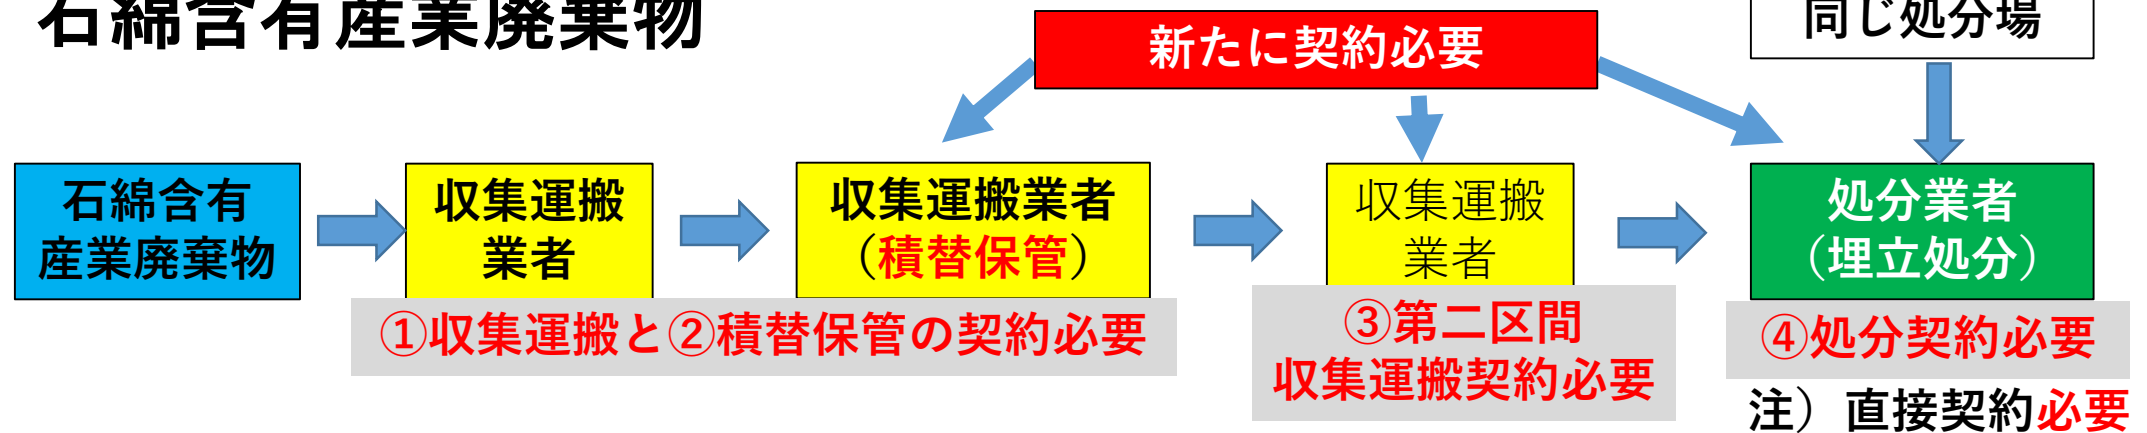 石綿含有産業廃棄物
新たに契約必要
同じ処分場
石綿含有
産業廃棄物
収集運搬
業者
収集運搬業者
（積替保管）
収集運搬
業者
処分業者
（埋立処分）
①収集運搬と②積替保管の契約必要
③第二区間
収集運搬契約必要
④処分契約必要
注）直接契約必要